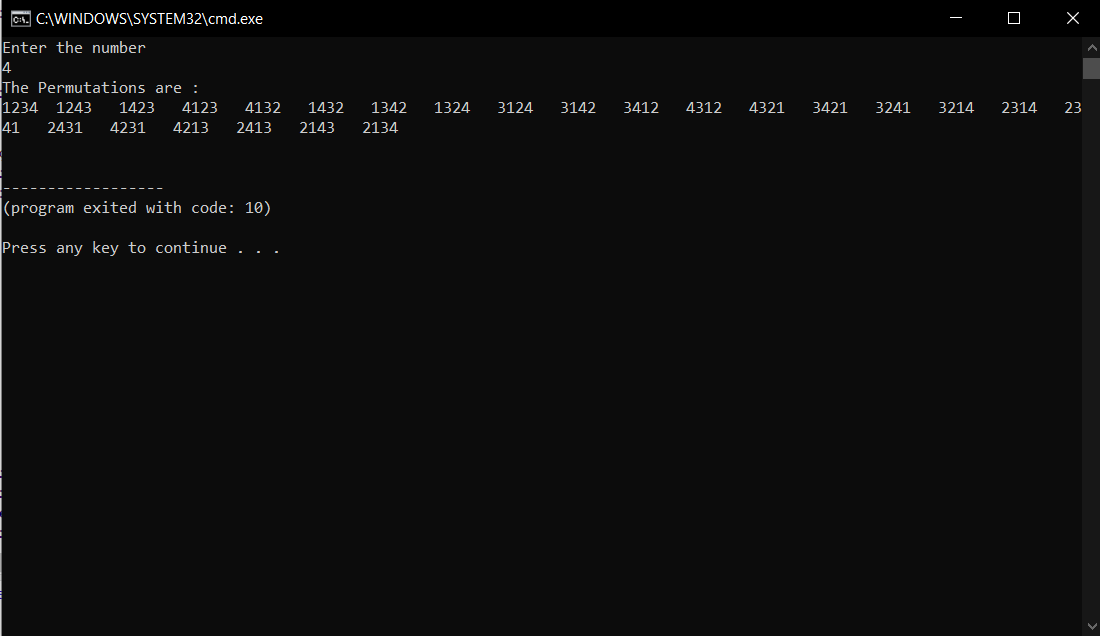 C:\WINDOWS\SYSTEM32\cmd.exe
Enter the number
4
The Permutations are :
1234  1243   1423   4123   4132   1432   1342   1324   3124   3142   3412   4312   4321   3421   3241   3214   2314   23
41   2431   4231   4213   2413   2143   2134
------------------
(program exited with code: 10)
Press any key to continue . . .